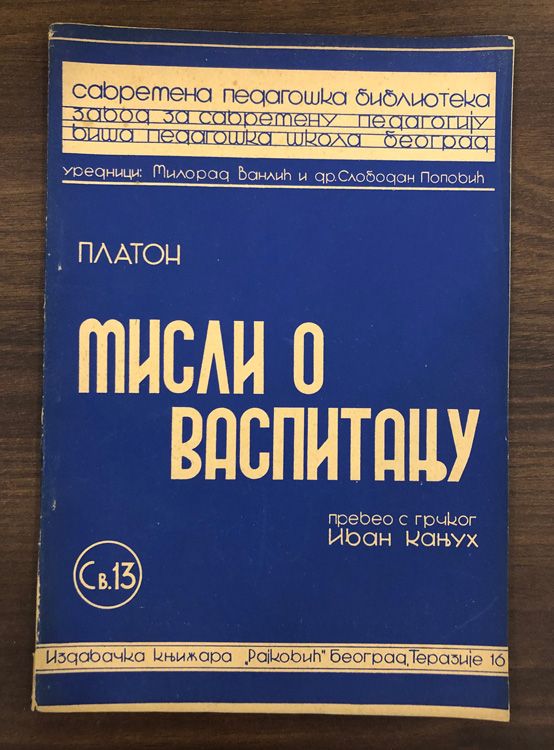 савремена педагошка библиотека
завод за савремену педагогију
виша педагошка школа београд
уредници: Милорад Ванлић и др. Слободан Поповић
ПЛАТОН
МИСЛИ О
ВАСПИТАЊУ
превео с грчког
Иван Кањух
Св. 13
Издавачка књижара „Рајковић“ Београд, Теразије 16